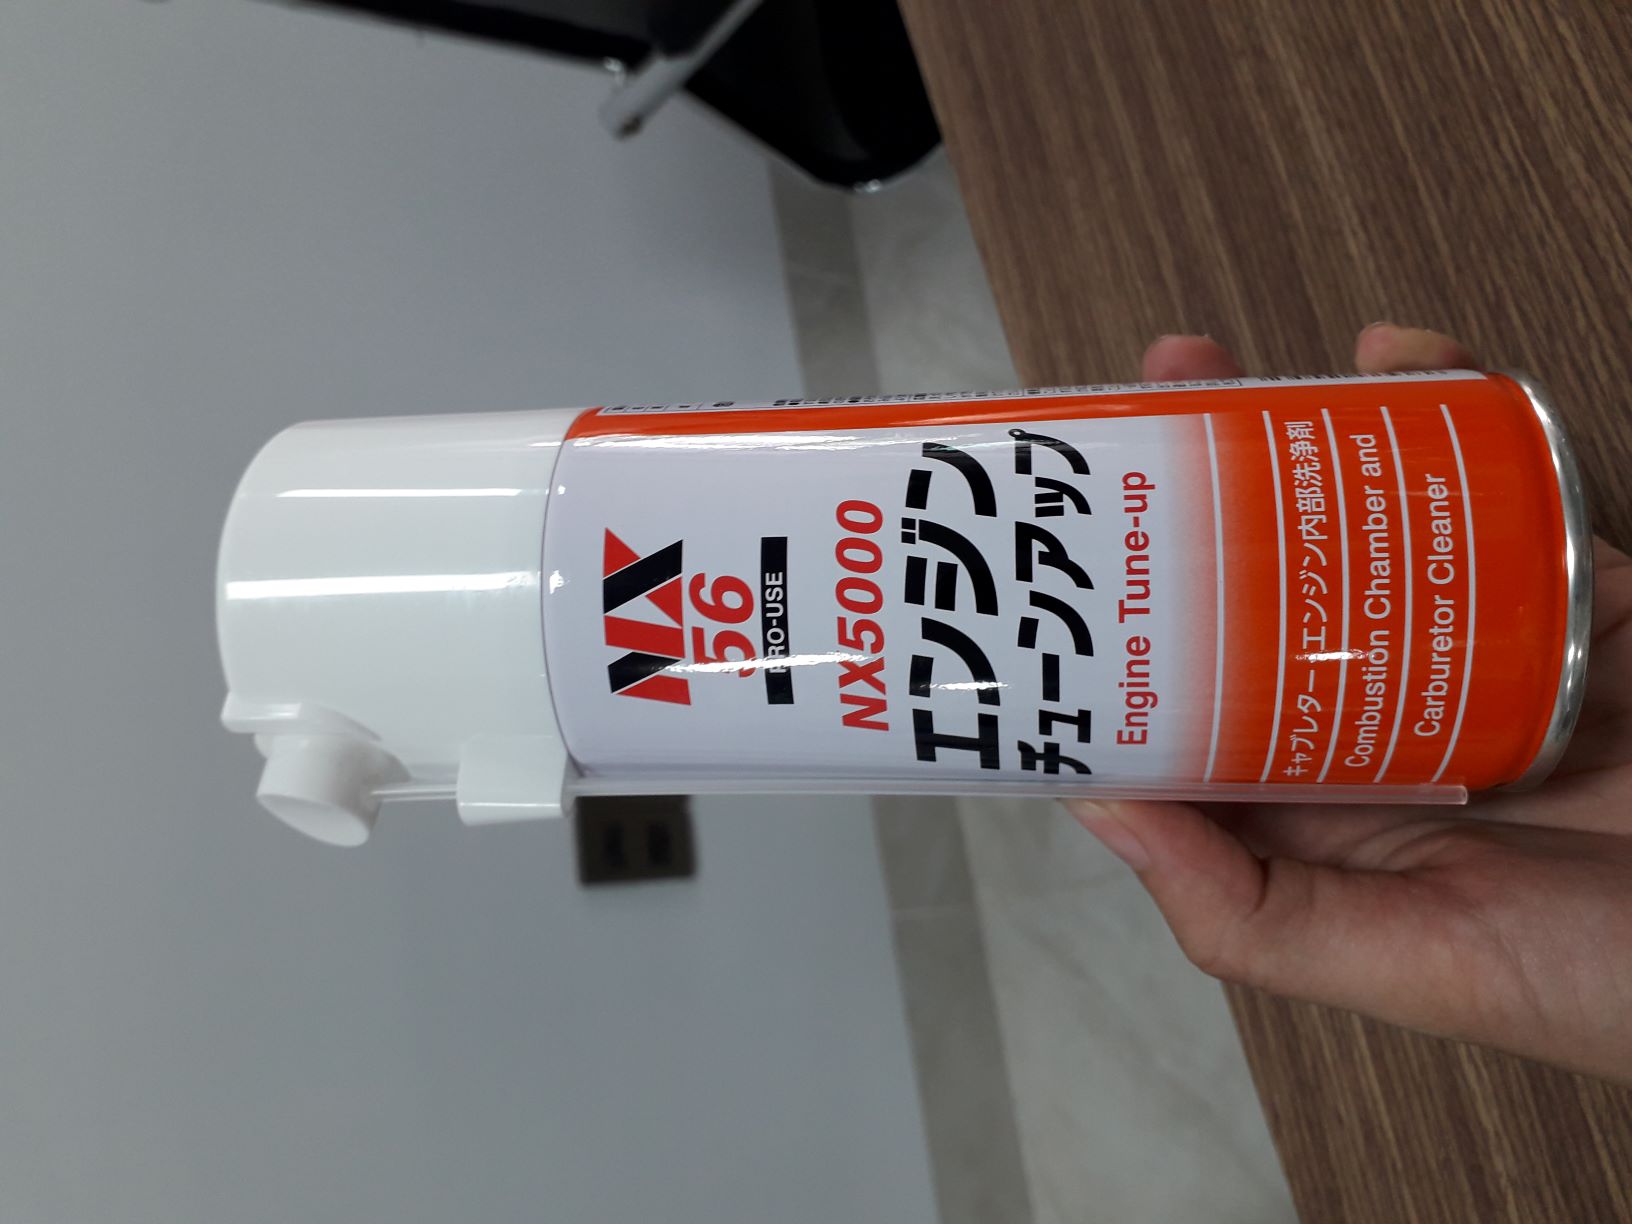 NX
56
PRO-USE
NX5000
エンジン
チューンアップ
Engine Tune-up
キャブレター・エンジン内部洗浄剤
Combustion Chamber and
Carburetor Cleaner